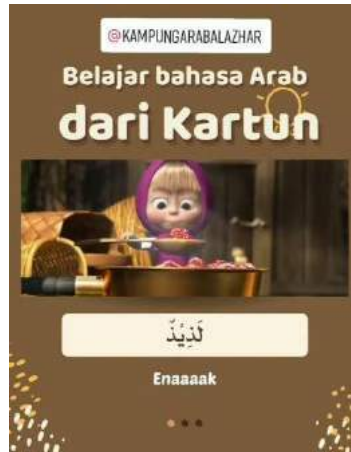 @KAMPUNGARABALAZHAR
Belajar bahasa Arab
dari Kartun
لَذِيْذٌ
Enaaaak